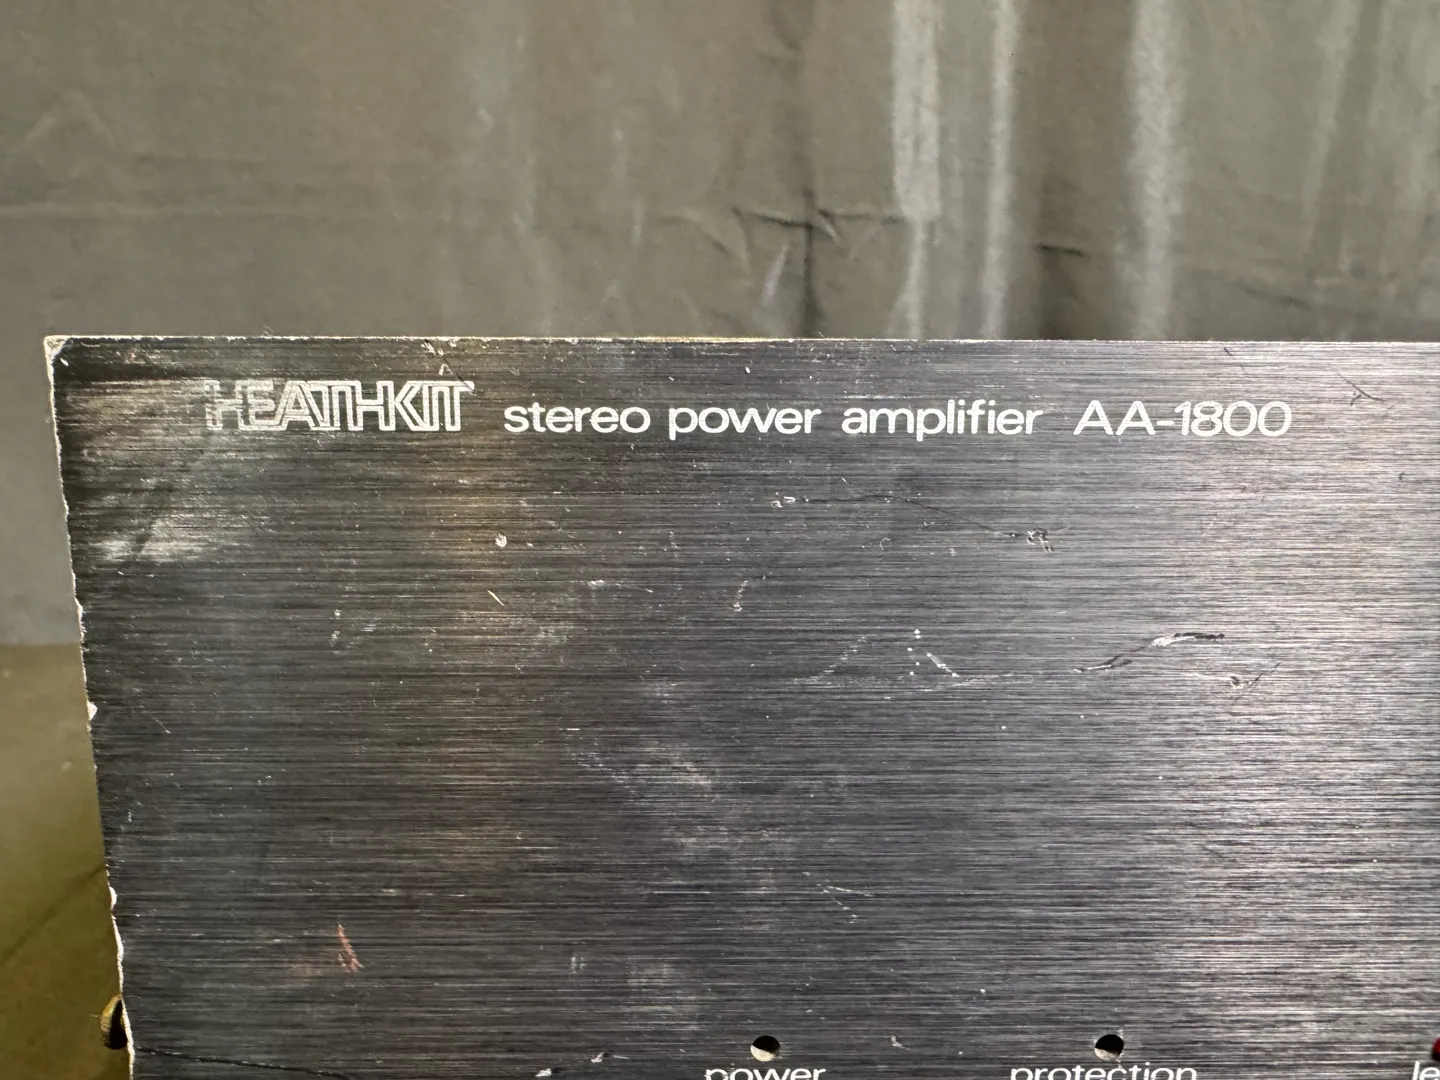 HEATHKIT stereo power amplifier AA-1800
power protection